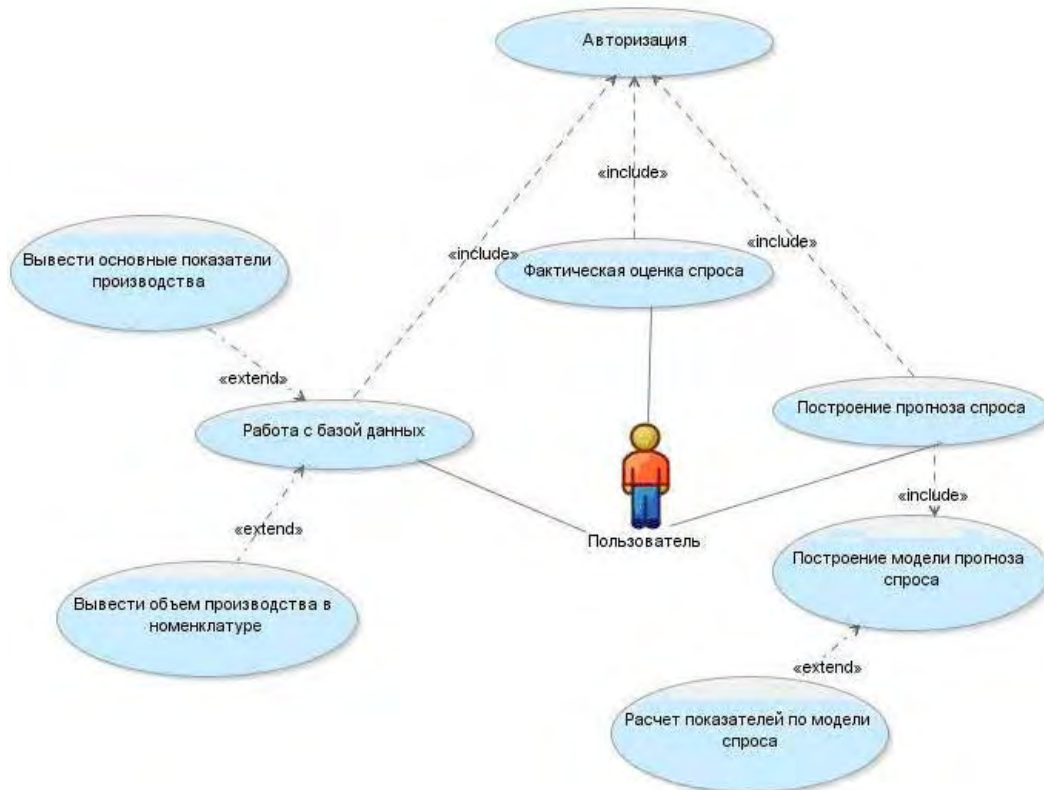 Авторизация
«include»
Вывести основные показатели
производства
«include»
«include»
Фактическая оценка спроса
«extend»
Работа с базой данных
Построение прогноза спроса
«include»
«extend»
Пользователь
Построение модели прогноза
спроса
Вывести объем производства в
номенклатуре
«extend»
Расчет показателей по модели
спроса